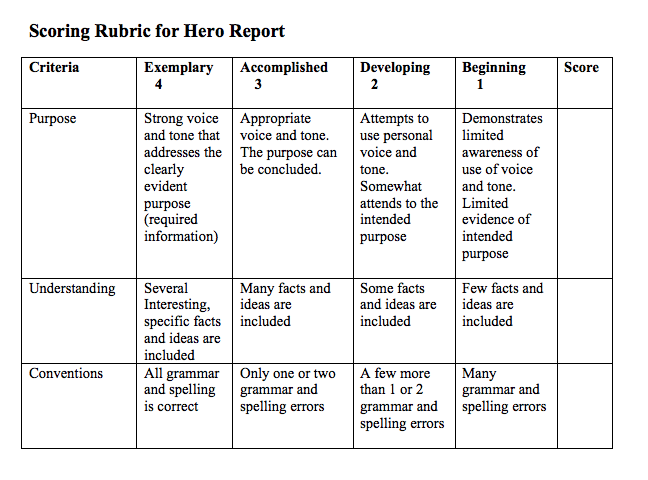 Scoring Rubric for Hero Report
Criteria
Exemplary
4
Accomplished
3
Developing
2
Beginning
1
Score
Purpose
Strong voice
and tone that
addresses the
clearly
evident
purpose
(required
information)
Appropriate
voice and tone.
The purpose can
be concluded.
Attempts to
use personal
voice and
tone.
Somewhat
attends to the
intended
purpose
Demonstrates
limited
awareness of
use of voice
and tone.
Limited
evidence of
intended
purpose
Understanding
Several
Interesting,
specific facts
and ideas are
included
Many facts and
ideas are
included
Some facts
and ideas are
included
Few facts and
ideas are
included
Conventions
All grammar
and spelling
is correct
Only one or two
grammar and
spelling errors
A few more
than 1 or 2
grammar and
spelling errors
Many
grammar and
spelling errors